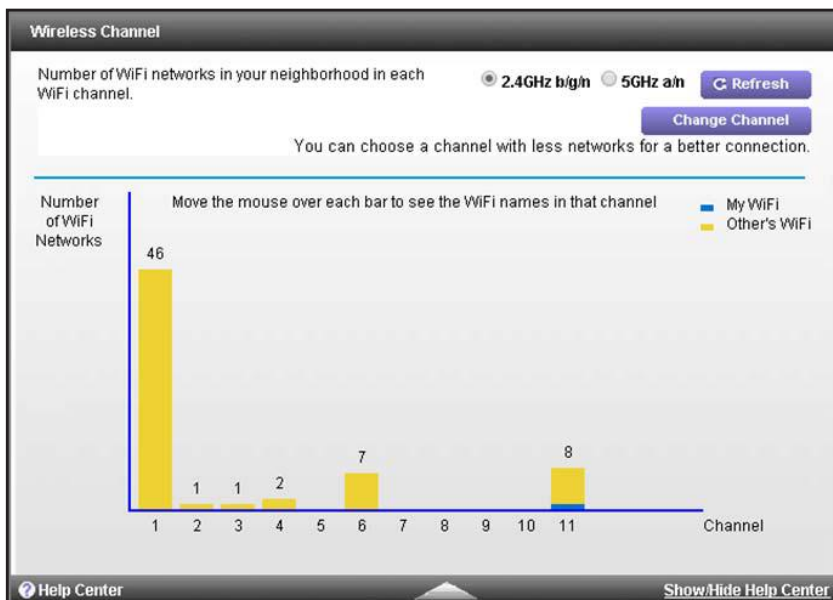 Wireless Channel
Number of WiFi networks in your neighborhood in each
WiFi channel.
2.4GHz b/g/n 5GHz a/n Refresh
Change Channel
You can choose a channel with less networks for a better connection.
Number
of WiFi
Networks
Move the mouse over each bar to see the WiFi names in that channel
My WiFi
Other's WiFi
46
1 1 2 7 8
1 2 3 4 5 6 7 8 9 10 11 Channel
Help Center Show/Hide Help Center